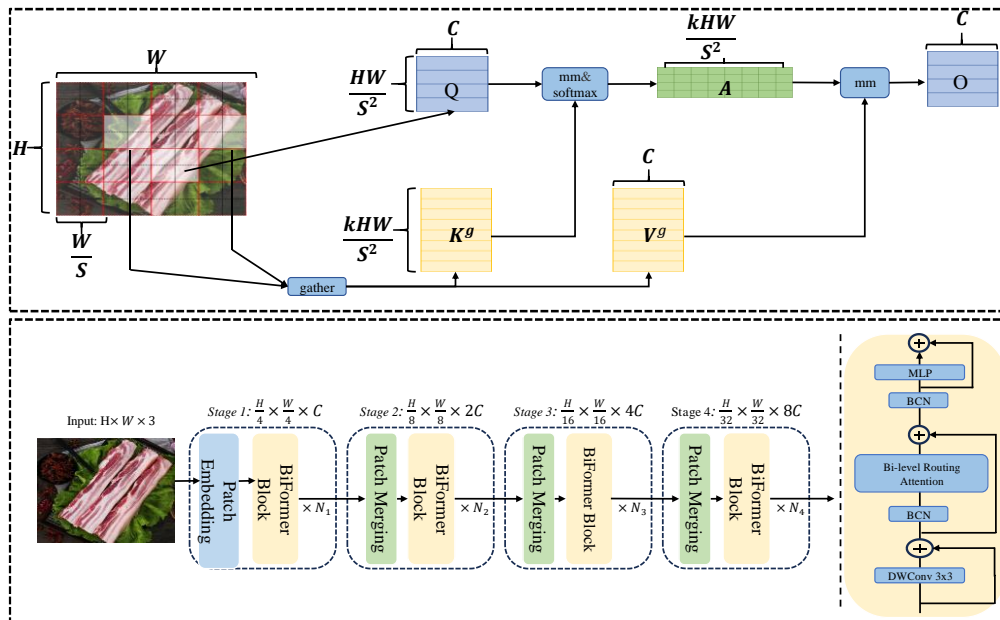 W
H
W
S
HW
S²
C
Q
mm&
softmax
kHW
S²
A
mm
C
O
kHW
S²
K^g
C
V^g
gather
Input: H× W × 3
Stage 1: H/4 × W/4 × C
Patch
Embedding
BiFormer
Block
× N₁
Stage 2: H/8 × W/8 × 2C
Patch Merging
BiFormer
Block
× N₂
Stage 3: H/16 × W/16 × 4C
Patch Merging
BiFormer Block
× N₃
Stage 4: H/32 × W/32 × 8C
Patch Merging
BiFormer
Block
× N₄
MLP
BCN
Bi-level Routing
Attention
BCN
DWConv 3x3